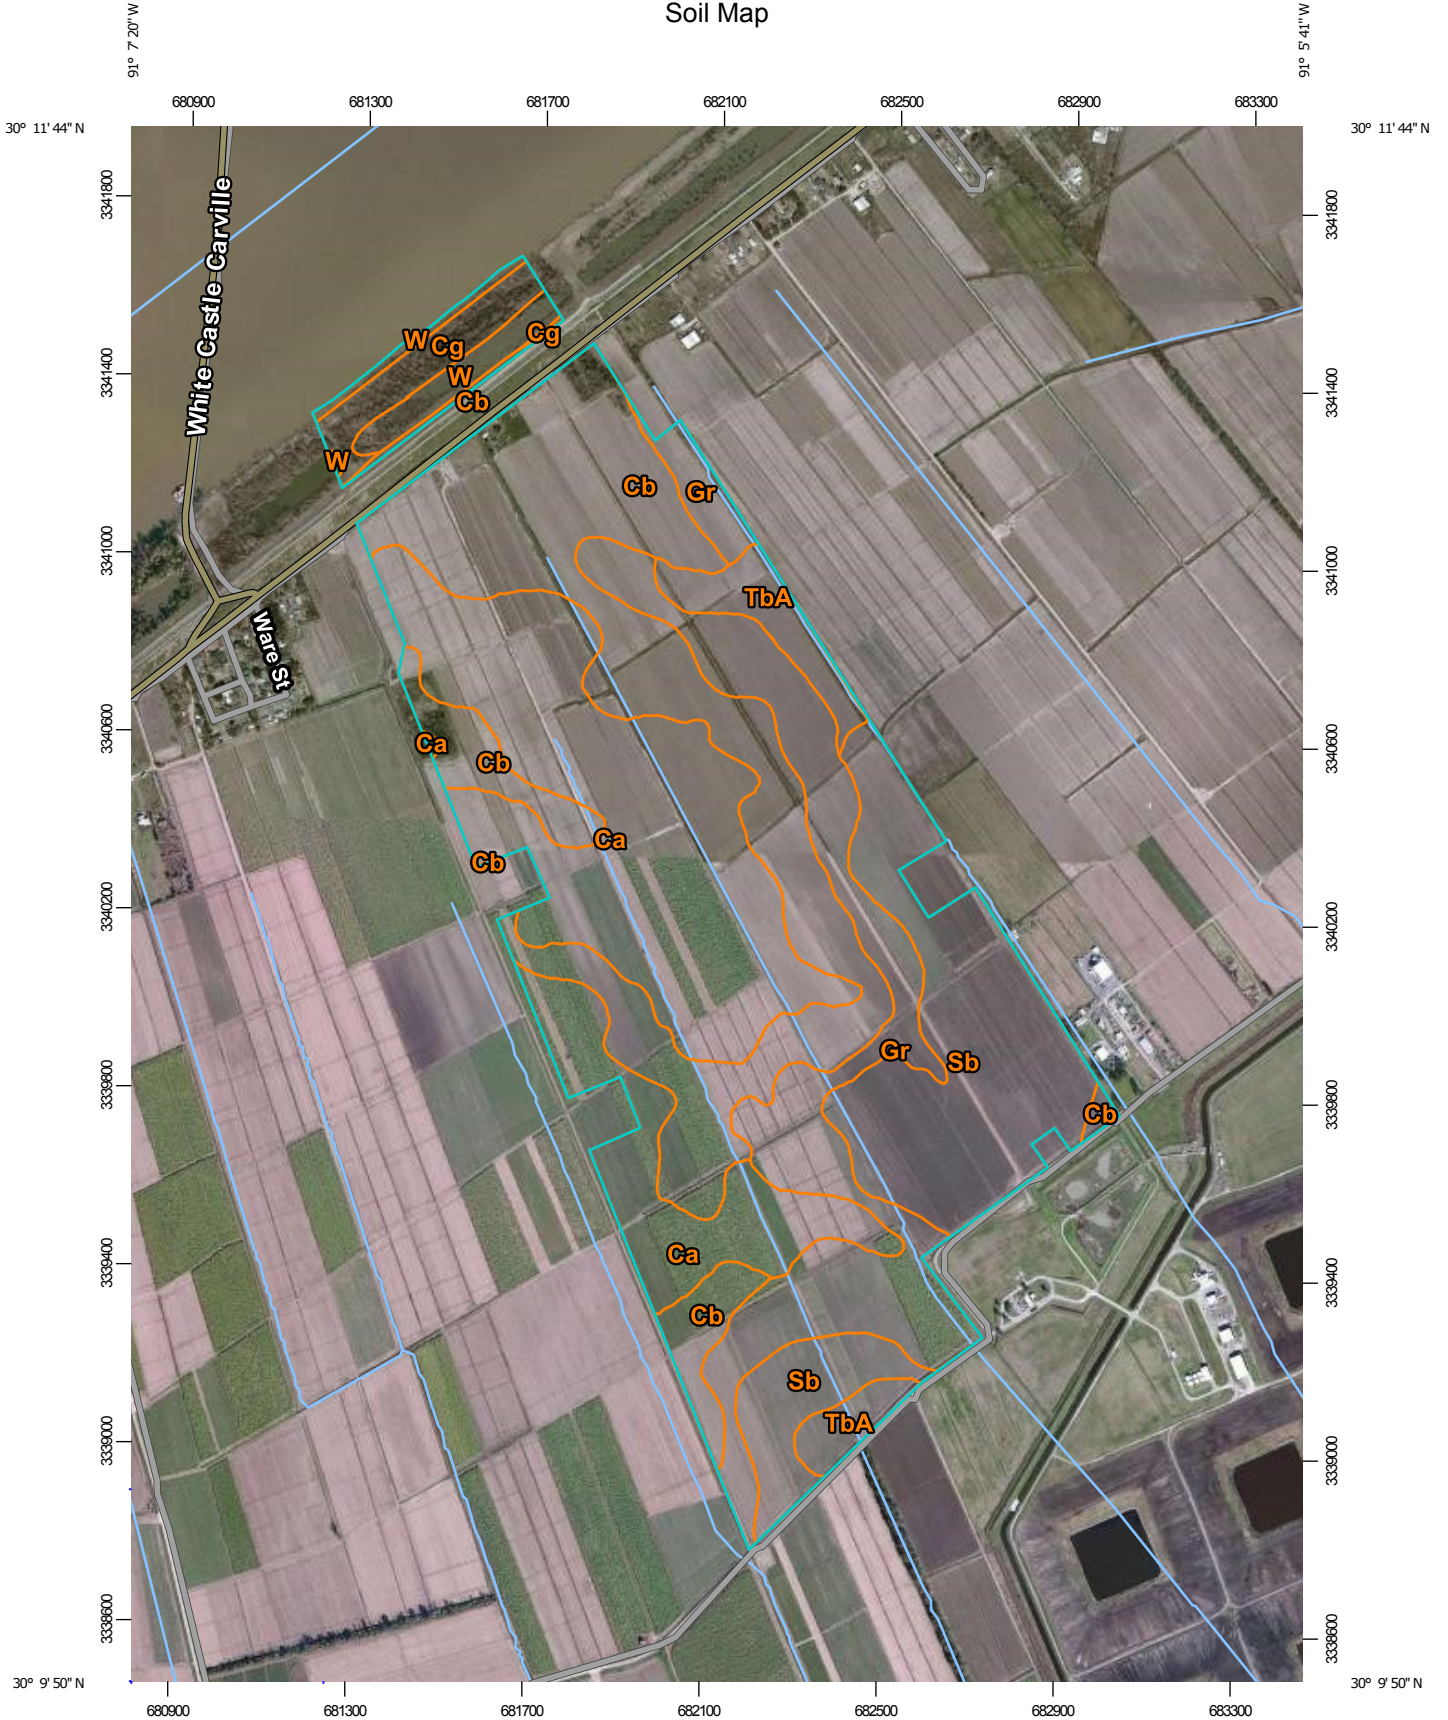 Soil Map
91° 7' 20'' W
91° 5' 41'' W
680900 681300 681700 682100 682500 682900 683300
30° 11' 44'' N
30° 11' 44'' N
3341800
3341800
White Castle Carville
W
Cg
Cg
3341400
3341400
W
Cb
W
Cb
Gr
3341000
3341000
TbA
Ware St
3340600
3340600
Ca
Cb
Ca
Cb
3340200
3340200
Gr
Sb
3339800
3339800
Cb
Ca
3339400
3339400
Cb
Sb
TbA
3339000
3339000
3338600
3338600
30° 9' 50'' N
30° 9' 50'' N
680900 681300 681700 682100 682500 682900 683300